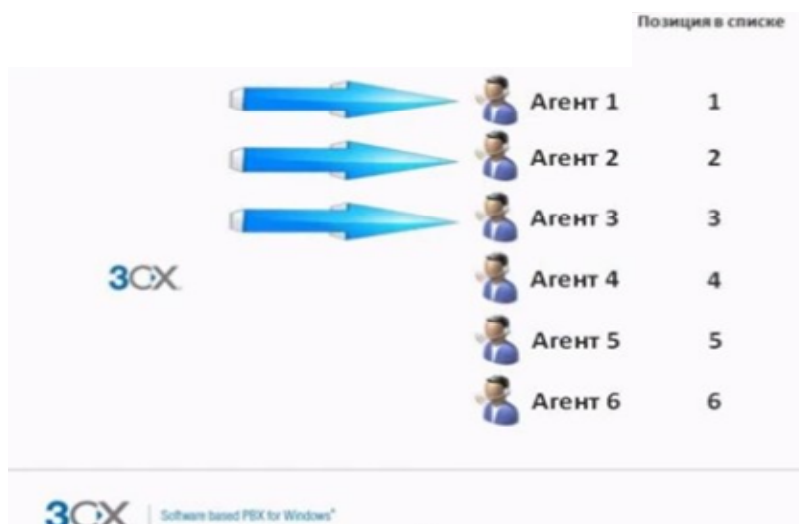 Позиция в списке
Агент 1 1
Агент 2 2
Агент 3 3
3CX
Агент 4 4
Агент 5 5
Агент 6 6
3CX Software based PBX for Windows®